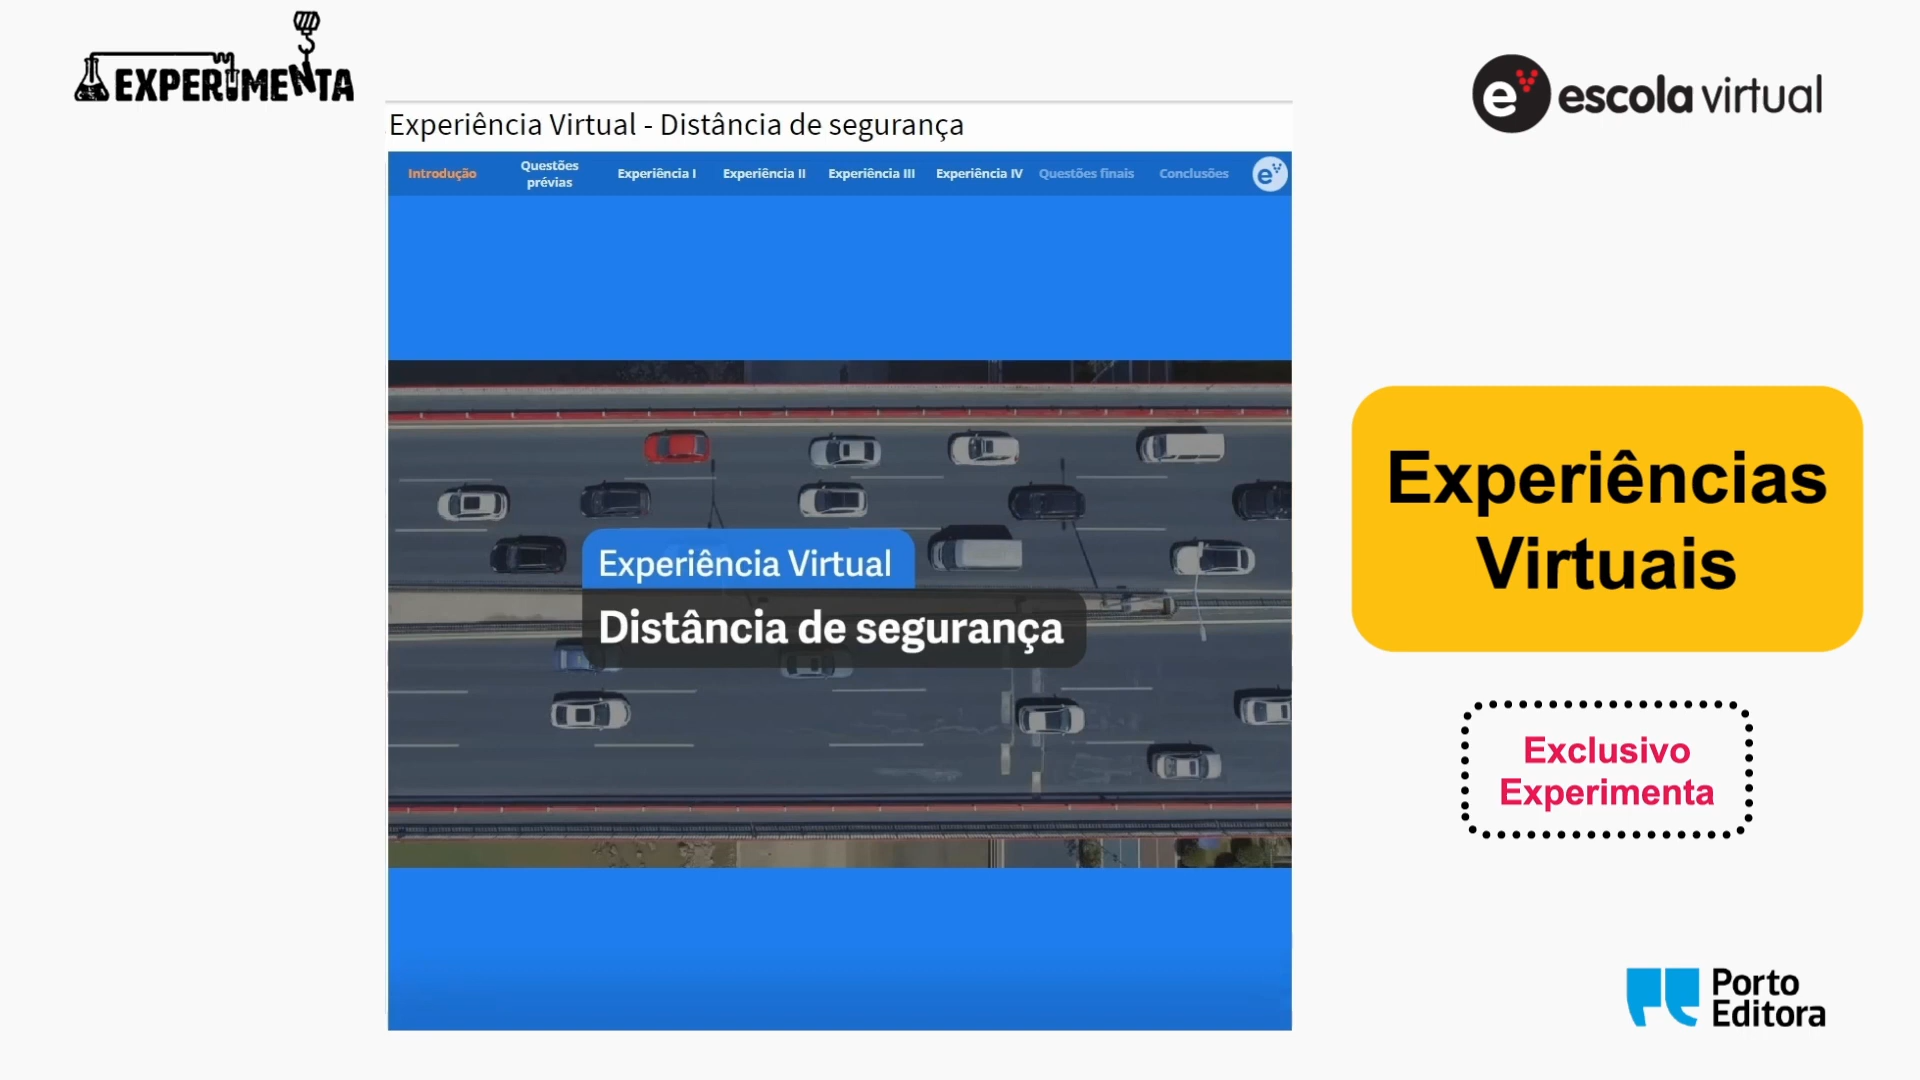 EXPERIMENTA
escola virtual
Experiência Virtual - Distância de segurança
Introdução
Questões
prévias
Experiência I
Experiência II
Experiência III
Experiência IV
Questões finais
Conclusões
e
Experiência Virtual
Distância de segurança
Experiências
Virtuais
Exclusivo
Experimenta
Porto
Editora